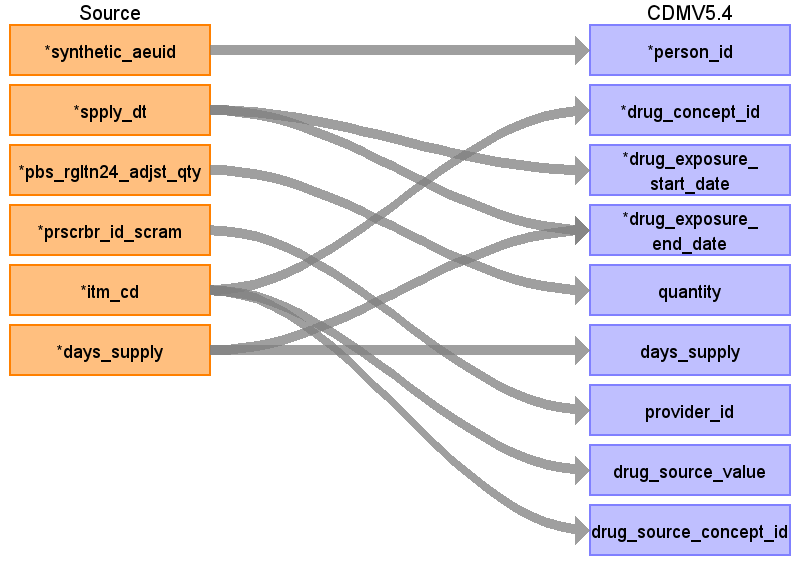 Source
CDMV5.4
*synthetic_aeuid
*person_id
*spply_dt
*drug_concept_id
*pbs_rgltn24_adjst_qty
*drug_exposure_
start_date
*prscrbr_id_scram
*drug_exposure_
end_date
*itm_cd
quantity
*days_supply
days_supply
provider_id
drug_source_value
drug_source_concept_id